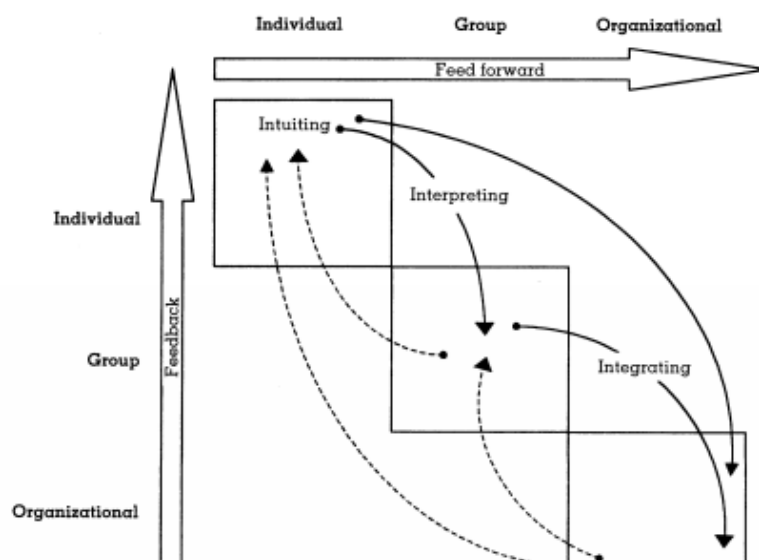 Individual Group Organizational
Feed forward
Intuiting
Interpreting
Individual
Feedback
Group
Integrating
Organizational